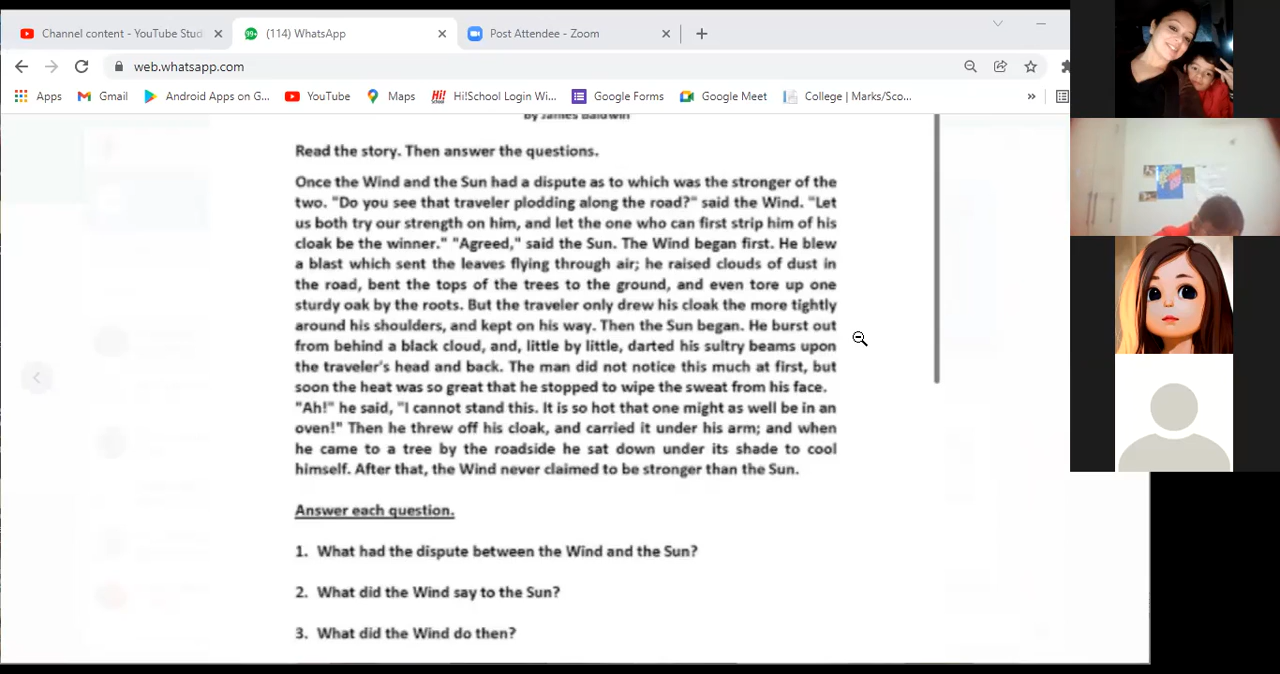 Channel content - YouTube Stud
99+
(114) WhatsApp
Post Attendee - Zoom
web.whatsapp.com
Apps
Gmail
Android Apps on G...
YouTube
Maps
Hi!
Hi!School Login Wi...
Google Forms
Google Meet
College | Marks/Sco...
by James Baldwin
Read the story. Then answer the questions.
Once the Wind and the Sun had a dispute as to which was the stronger of the
two. "Do you see that traveler plodding along the road?" said the Wind. "Let
us both try our strength on him, and let the one who can first strip him of his
cloak be the winner." "Agreed," said the Sun. The Wind began first. He blew
a blast which sent the leaves flying through air; he raised clouds of dust in
the road, bent the tops of the trees to the ground, and even tore up one
sturdy oak by the roots. But the traveler only drew his cloak the more tightly
around his shoulders, and kept on his way. Then the Sun began. He burst out
from behind a black cloud, and, little by little, darted his sultry beams upon
the traveler's head and back. The man did not notice this much at first, but
soon the heat was so great that he stopped to wipe the sweat from his face.
"Ah!" he said, "I cannot stand this. It is so hot that one might as well be in an
oven!" Then he threw off his cloak, and carried it under his arm; and when
he came to a tree by the roadside he sat down under its shade to cool
himself. After that, the Wind never claimed to be stronger than the Sun.
Answer each question.
1. What had the dispute between the Wind and the Sun?
2. What did the Wind say to the Sun?
3. What did the Wind do then?